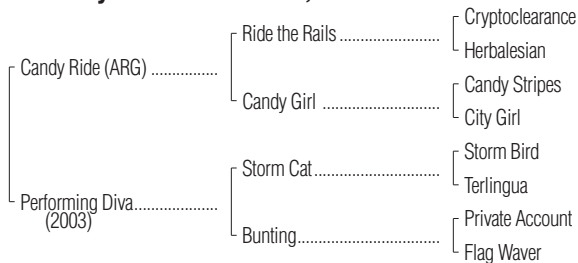 Cryptoclearance
Ride the Rails ......................
Herbalesian
Candy Ride (ARG) ................
Candy Stripes
Candy Girl ..........................
City Girl
Storm Bird
Storm Cat............................
Terlingua
Performing Diva....................
(2003)
Private Account
Bunting................................
Flag Waver